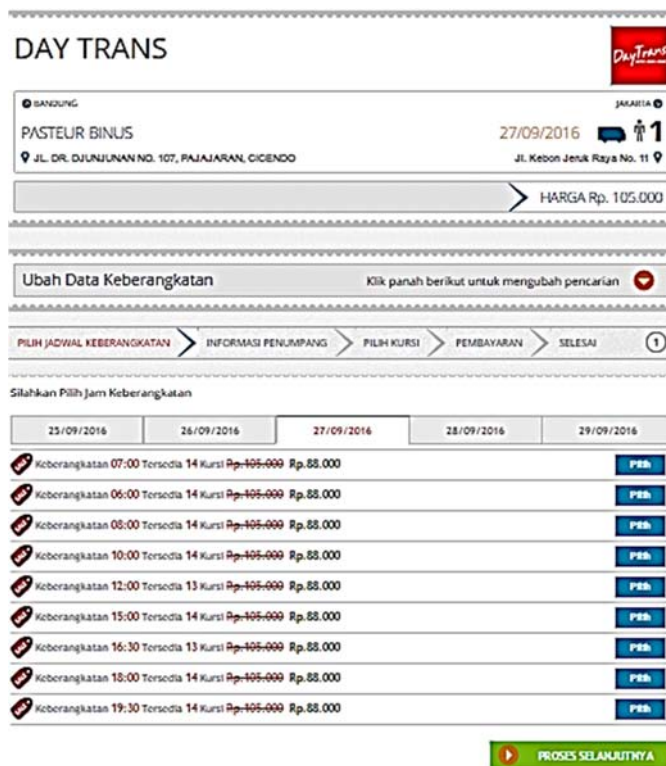 DAY TRANS
DayTrans
BANDUNG JAKARTA
PASTEUR BINUS 27/09/2016 1
JL. DR. DJUNJUNAN NO. 107, PAJAJARAN, CICENDO Jl. Kebon Jeruk Raya No. 11
HARGA Rp. 105.000
Ubah Data Keberangkatan Klik panah berikut untuk mengubah pencarian
PILIH JADWAL KEBERANGKATAN INFORMASI PENUMPANG PILIH KURSI PEMBAYARAN SELESAI 1
Silahkan Pilih Jam Keberangkatan
25/09/2016 26/09/2016 27/09/2016 28/09/2016 29/09/2016
Keberangkatan 07:00 Tersedia 14 Kursi Rp.105.000 Rp.88.000 Pilih
Keberangkatan 06:00 Tersedia 14 Kursi Rp.105.000 Rp.88.000 Pilih
Keberangkatan 08:00 Tersedia 14 Kursi Rp.105.000 Rp.88.000 Pilih
Keberangkatan 10:00 Tersedia 14 Kursi Rp.105.000 Rp.88.000 Pilih
Keberangkatan 12:00 Tersedia 13 Kursi Rp.105.000 Rp.88.000 Pilih
Keberangkatan 15:00 Tersedia 14 Kursi Rp.105.000 Rp.88.000 Pilih
Keberangkatan 16:30 Tersedia 13 Kursi Rp.105.000 Rp.88.000 Pilih
Keberangkatan 18:00 Tersedia 14 Kursi Rp.105.000 Rp.88.000 Pilih
Keberangkatan 19:30 Tersedia 14 Kursi Rp.105.000 Rp.88.000 Pilih
PROSES SELANJUTNYA